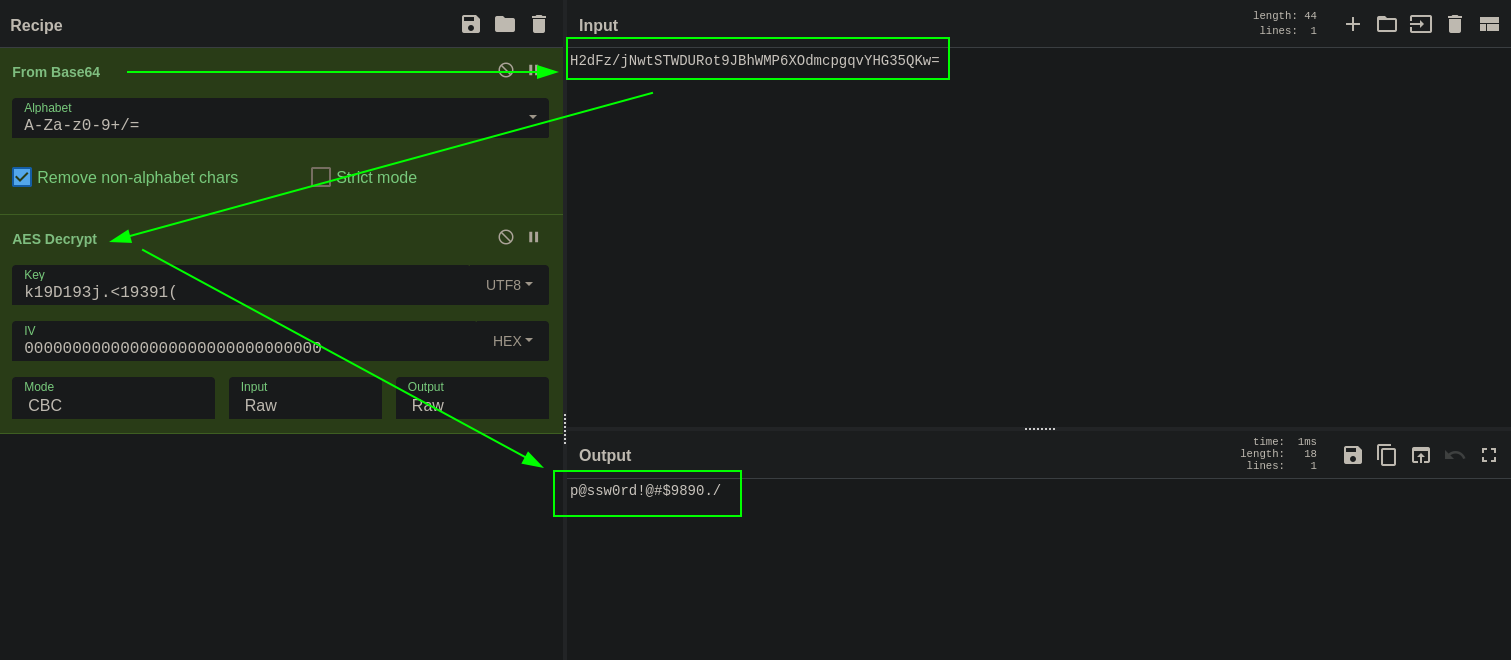 Recipe
From Base64
Alphabet
A-Za-z0-9+/=
Remove non-alphabet chars
Strict mode
AES Decrypt
Key
k19D193j.<19391(
UTF8
IV
00000000000000000000000000000000
HEX
Mode
CBC
Input
Raw
Output
Raw
Input
length: 44
lines: 1
H2dFz/jNwtSTWDURot9JBhWMP6XOdmcpgqvYHG35QKw=
Output
time: 1ms
length: 18
lines: 1
p@ssw0rd!@#$9890./